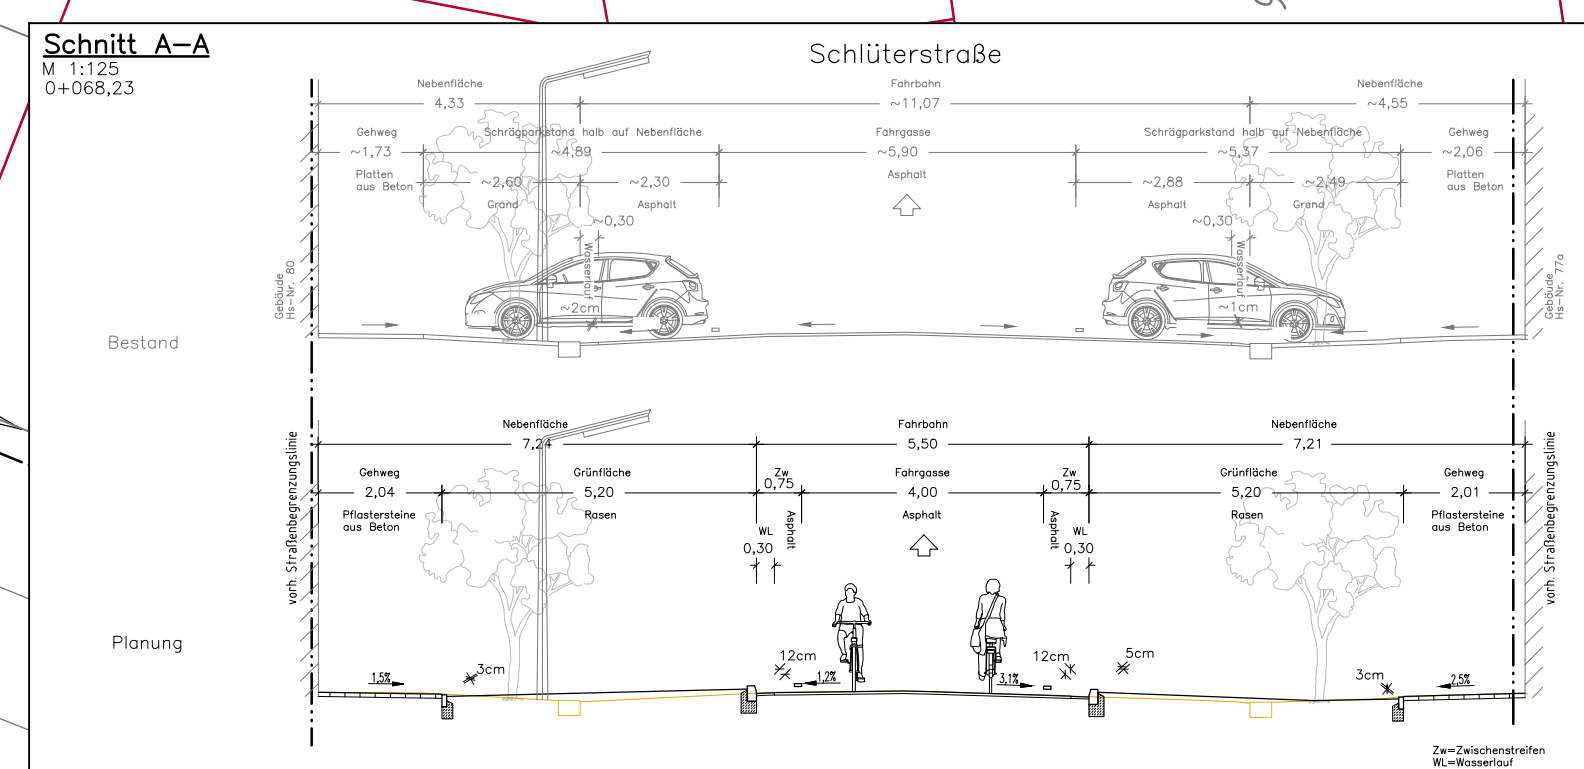 Schnitt A-A
M 1:125
0+068,23
Schlüterstraße
Nebenfläche
4,33
Fahrbahn
~11,07
Nebenfläche
~4,55
Gehweg
~1,73
Platten
aus Beton
Schrägparkstand halb auf Nebenfläche
~4,89
~2,60
Grand
~2,30
Asphalt
~0,30
Wasserlauf
~2cm
Fahrgasse
~5,90
Asphalt
Schrägparkstand halb auf Nebenfläche
~5,37
~2,88
Asphalt
~2,49
Grand
~0,30
Wasserlauf
~1cm
Gehweg
~2,06
Platten
aus Beton
Gebäude
Hs-Nr. 80
Gebäude
Hs-Nr. 77a
Bestand
vorh. Straßenbegrenzungslinie
Nebenfläche
7,24
Fahrbahn
5,50
Nebenfläche
7,21
Gehweg
2,04
Pflastersteine
aus Beton
Grünfläche
5,20
Rasen
Zw
0,75
Asphalt
WL
0,30
Fahrgasse
4,00
Asphalt
Zw
0,75
Asphalt
WL
0,30
Grünfläche
5,20
Rasen
Gehweg
2,01
Pflastersteine
aus Beton
vorh. Straßenbegrenzungslinie
Planung
1,5%
3cm
12cm
1,2%
3,1%
12cm
5cm
3cm
2,5%
Zw=Zwischenstreifen
WL=Wasserlauf